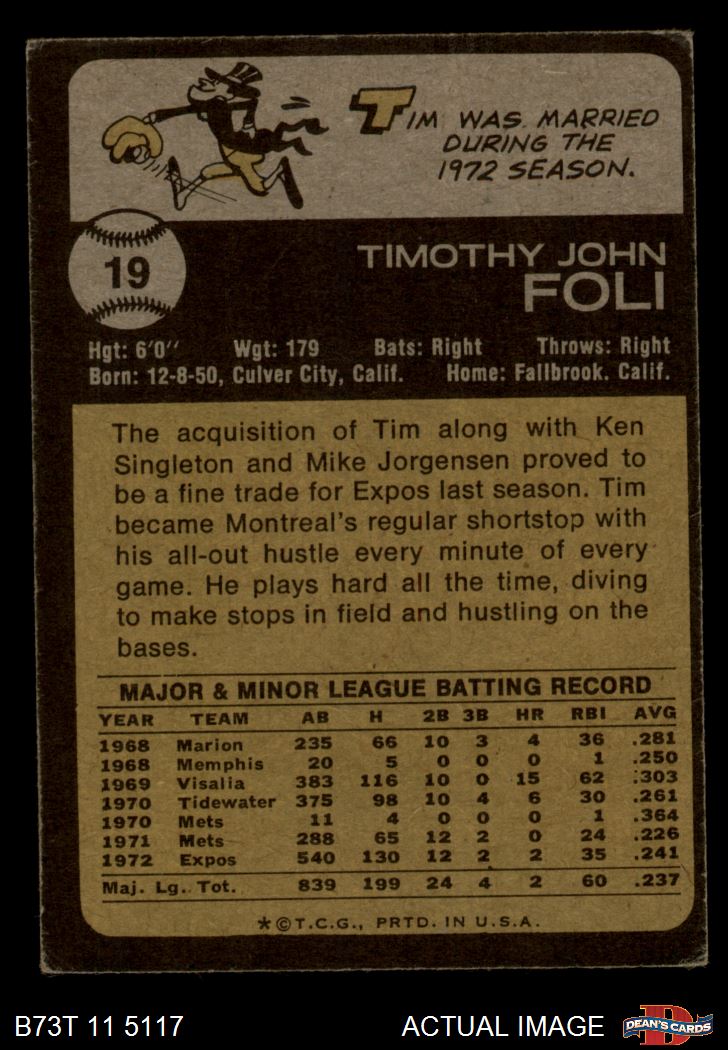 TIM WAS MARRIED
DURING THE
1972 SEASON.
19
TIMOTHY JOHN
FOLI
Hgt: 6'0" Wgt: 179 Bats: Right Throws: Right
Born: 12-8-50, Culver City, Calif. Home: Fallbrook. Calif.
The acquisition of Tim along with Ken
Singleton and Mike Jorgensen proved to
be a fine trade for Expos last season. Tim
became Montreal's regular shortstop with
his all-out hustle every minute of every
game. He plays hard all the time, diving
to make stops in field and hustling on the
bases.
MAJOR & MINOR LEAGUE BATTING RECORD
YEAR TEAM AB H 2B 3B HR RBI AVG
1968 Marion 235 66 10 3 4 36 .281
1968 Memphis 20 5 0 0 0 1 .250
1969 Visalia 383 116 10 0 15 62 .303
1970 Tidewater 375 98 10 4 6 30 .261
1970 Mets 11 4 0 0 0 1 .364
1971 Mets 288 65 12 2 0 24 .226
1972 Expos 540 130 12 2 2 35 .241
Maj. Lg. Tot. 839 199 24 4 2 60 .237
*©T.C.G., PRTD. IN U.S.A.
B73T 11 5117 ACTUAL IMAGE
D
DEAN'S CARDS